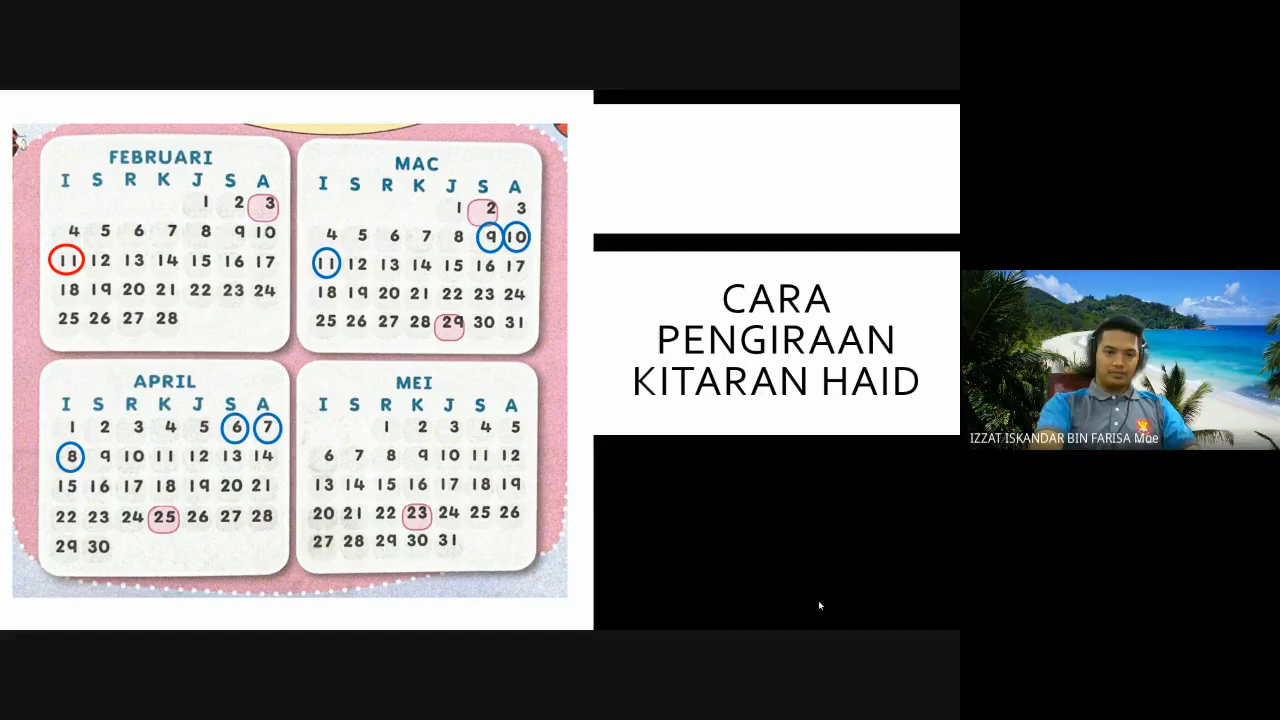 FEBRUARI
I S R K J S A
1 2 3
4 5 6 7 8 9 10
11 12 13 14 15 16 17
18 19 20 21 22 23 24
25 26 27 28
MAC
I S R K J S A
1 2 3
4 5 6 7 8 9 10
11 12 13 14 15 16 17
18 19 20 21 22 23 24
25 26 27 28 29 30 31
APRIL
I S R K J S A
1 2 3 4 5 6 7
8 9 10 11 12 13 14
15 16 17 18 19 20 21
22 23 24 25 26 27 28
29 30
MEI
I S R K J S A
1 2 3 4 5
6 7 8 9 10 11 12
13 14 15 16 17 18 19
20 21 22 23 24 25 26
27 28 29 30 31
CARA
PENGIRAAN
KITARAN HAID
IZZAT ISKANDAR BIN FARISA Moe